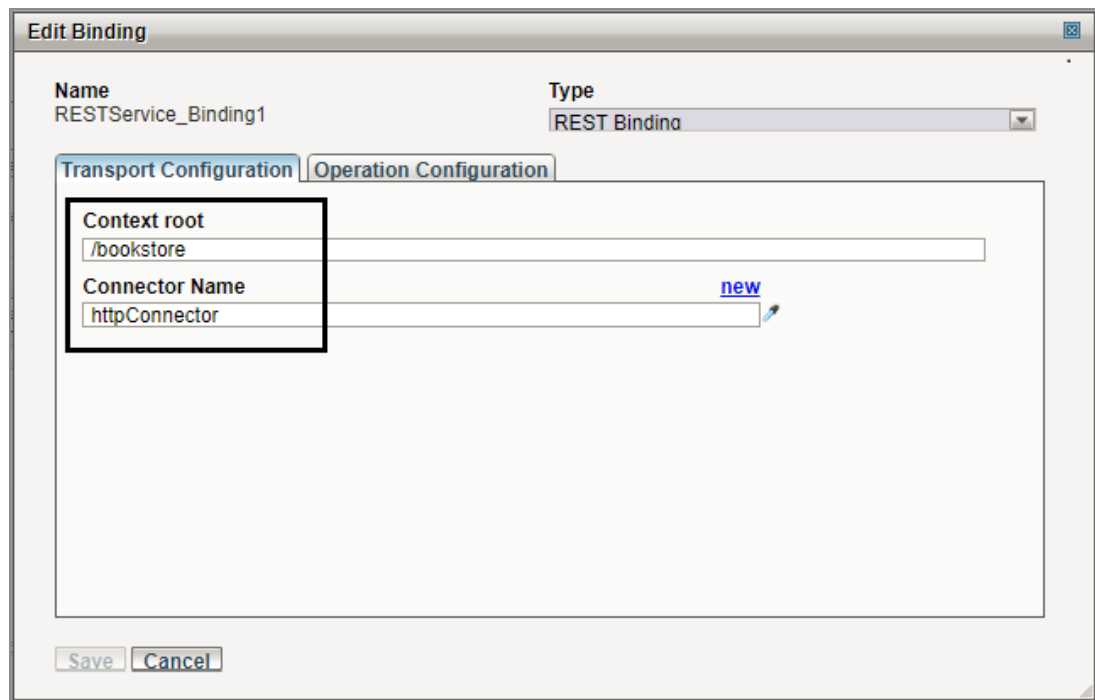 Edit Binding
Name
RESTService_Binding1
Type
REST Binding
Transport Configuration
Operation Configuration
Context root
/bookstore
Connector Name
new
httpConnector
Save
Cancel